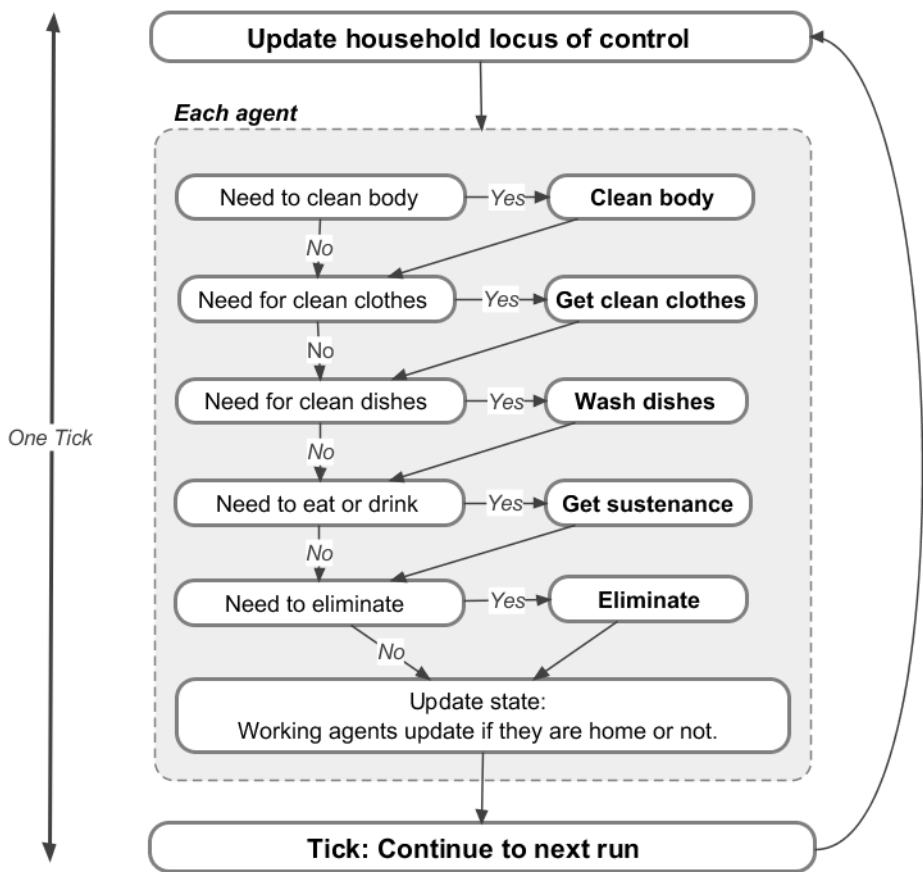 Update household locus of control
Each agent
Need to clean body
Yes
Clean body
No
Need for clean clothes
Yes
Get clean clothes
No
Need for clean dishes
Yes
Wash dishes
One Tick
No
Need to eat or drink
Yes
Get sustenance
No
Need to eliminate
Yes
Eliminate
No
Update state:
Working agents update if they are home or not.
Tick: Continue to next run